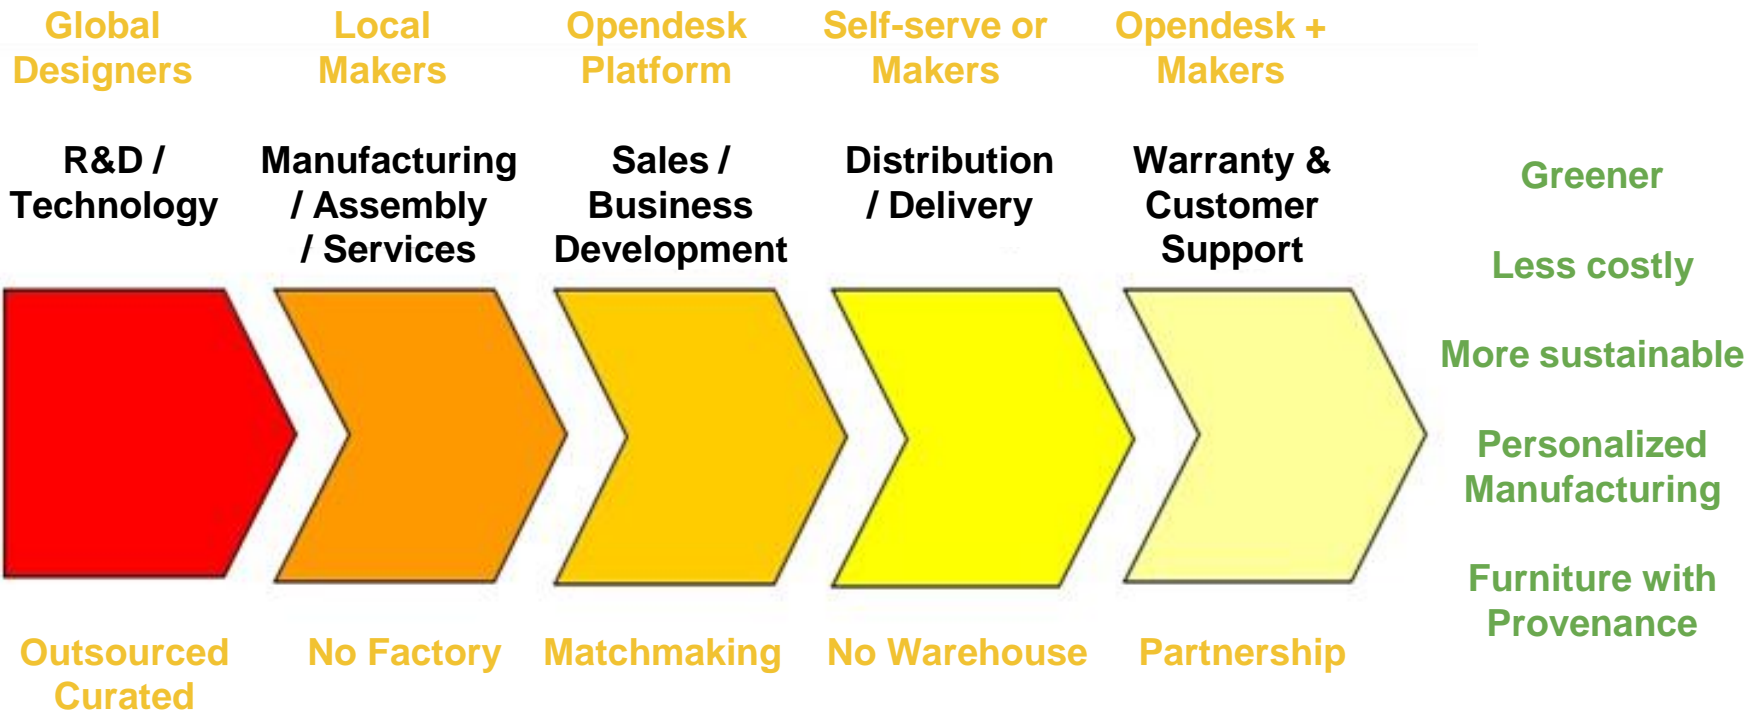 Global
Designers
Local
Makers
Opendesk
Platform
Self-serve or
Makers
Opendesk +
Makers
R&D /
Technology
Manufacturing
/ Assembly
/ Services
Sales /
Business
Development
Distribution
/ Delivery
Warranty &
Customer
Support
Outsourced
Curated
No Factory
Matchmaking
No Warehouse
Partnership
Greener
Less costly
More sustainable
Personalized
Manufacturing
Furniture with
Provenance